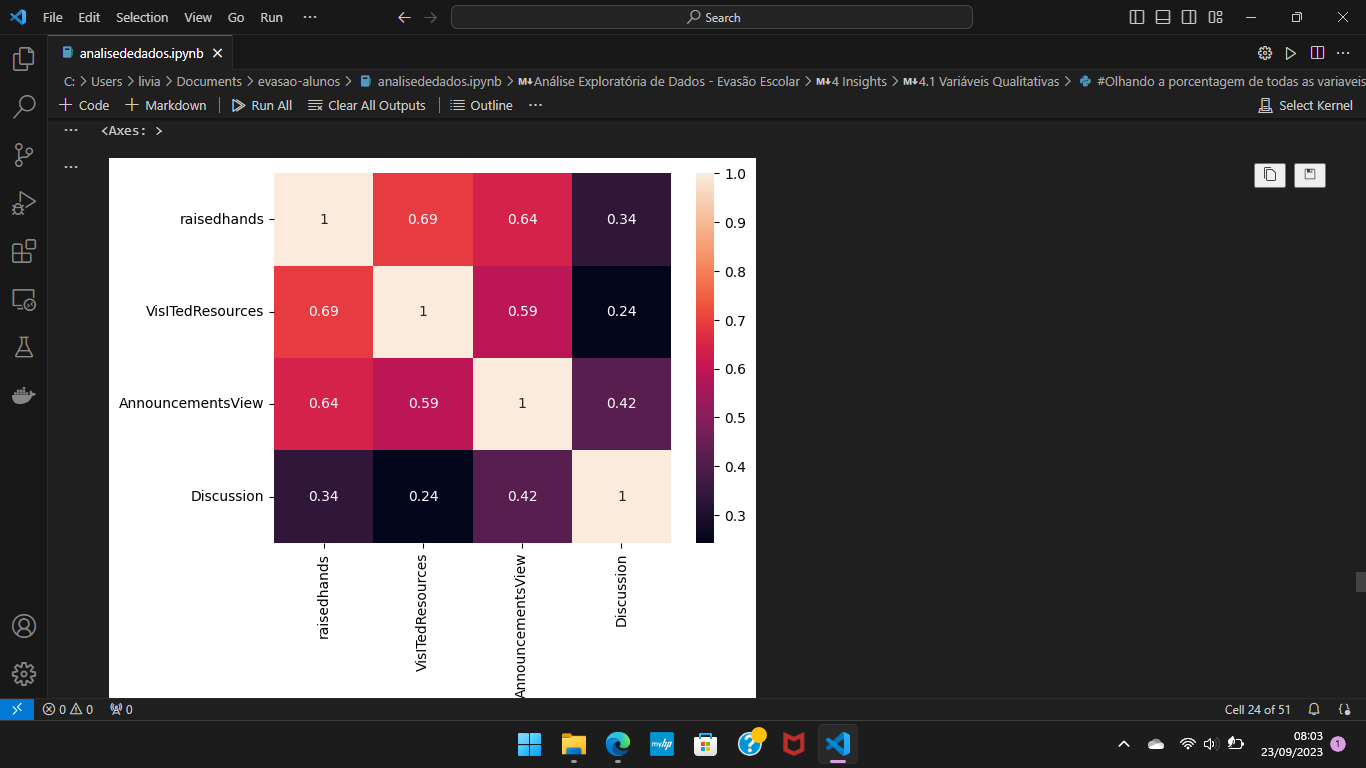 File Edit Selection View Go Run ··· Search
analisededados.ipynb
C: > Users > livia > Documents > evasao-alunos > analisededados.ipynb > M↓Análise Exploratória de Dados - Evasão Escolar > M↓4 Insights > M↓4.1 Variáveis Qualitativas > #Olhando a porcentagem de todas as variaveis
+ Code + Markdown Run All Clear All Outputs Outline ··· Select Kernel
<Axes: >
raisedhands 1 0.69 0.64 0.34
VisITedResources 0.69 1 0.59 0.24
AnnouncementsView 0.64 0.59 1 0.42
Discussion 0.34 0.24 0.42 1
raisedhands
VisITedResources
AnnouncementsView
Discussion
1.0
0.9
0.8
0.7
0.6
0.5
0.4
0.3
0 0 0 Cell 24 of 51
myhp
08:03
23/09/2023
1